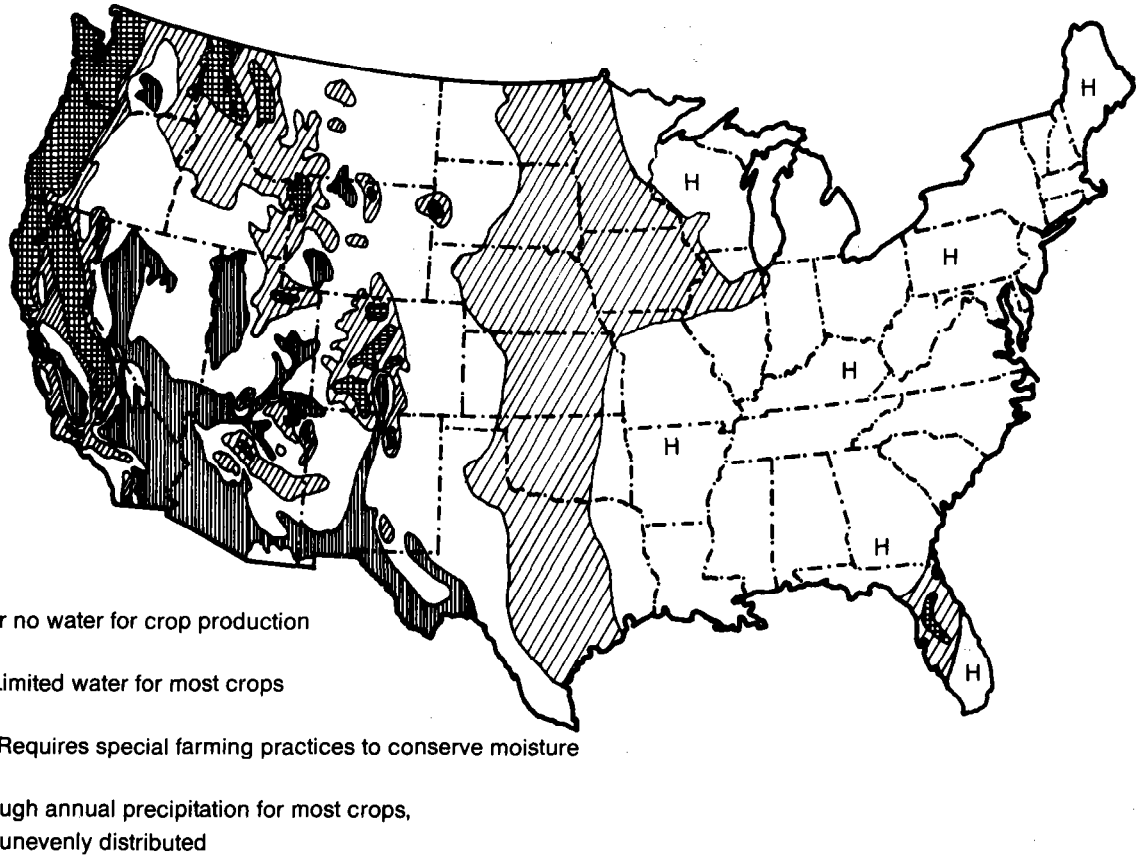 H
H
H
H
H
H
H
r no water for crop production
Limited water for most crops
Requires special farming practices to conserve moisture
ugh annual precipitation for most crops,
unevenly distributed